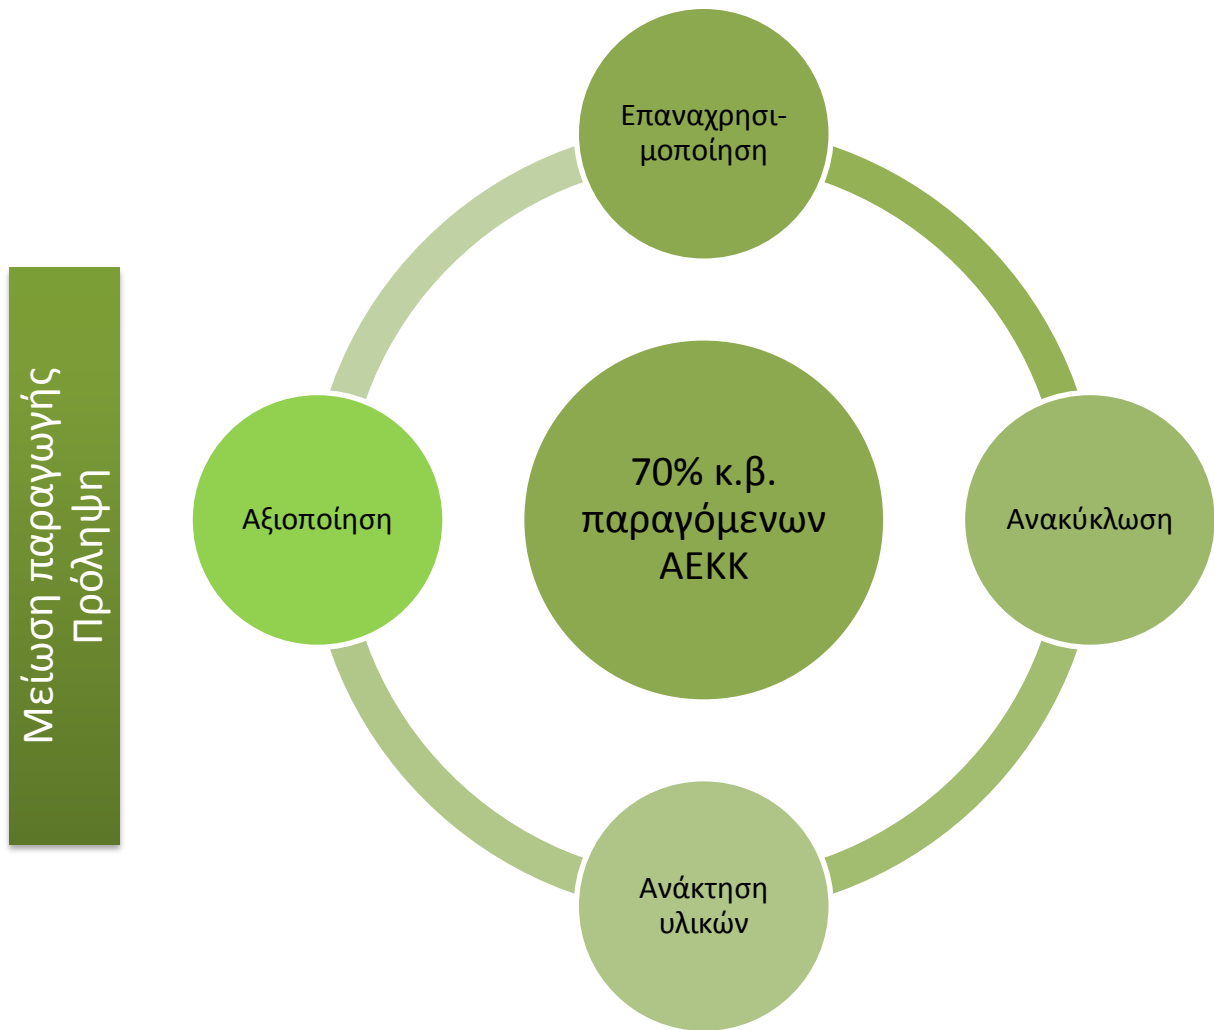 Μείωση παραγωγής
Πρόληψη
Επαναχρησι-
μοποίηση
Αξιοποίηση
70% κ.β.
παραγόμενων
ΑΕΚΚ
Ανακύκλωση
Ανάκτηση
υλικών